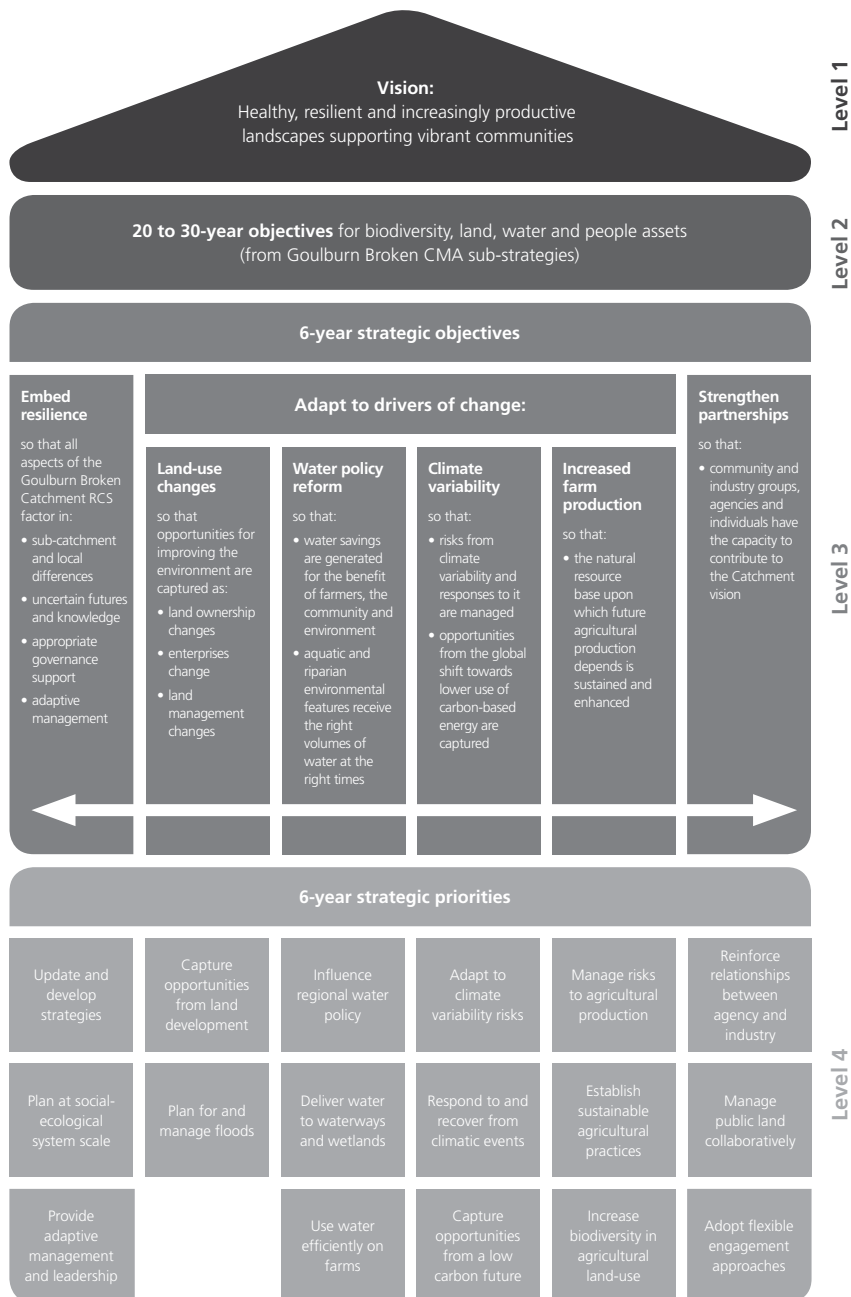 Vision:
Healthy, resilient and increasingly productive
landscapes supporting vibrant communities
Level 1
20 to 30-year objectives for biodiversity, land, water and people assets
(from Goulburn Broken CMA sub-strategies)
Level 2
6-year strategic objectives
Level 3
Embed
resilience
so that all
aspects of the
Goulburn Broken
Catchment RCS
factor in:
• sub-catchment
and local
differences
• uncertain futures
and knowledge
• appropriate
governance
support
• adaptive
management
Adapt to drivers of change:
Land-use
changes
so that
opportunities for
improving the
environment are
captured as:
• land ownership
changes
• enterprises
change
• land
management
changes
Water policy
reform
so that:
• water savings
are generated
for the benefit
of farmers, the
community and
environment
• aquatic and
riparian
environmental
features receive
the right
volumes of
water at the
right times
Climate
variability
so that:
• risks from
climate
variability and
responses to it
are managed
• opportunities
from the global
shift towards
lower use of
carbon-based
energy are
captured
Increased
farm
production
so that:
• the natural
resource
base upon
which future
agricultural
production
depends is
sustained and
enhanced
Strengthen
partnerships
so that:
• community and
industry groups,
agencies and
individuals have
the capacity to
contribute to
the Catchment
vision
6-year strategic priorities
Level 4
Update and
develop
strategies
Capture
opportunities
from land
development
Influence
regional water
policy
Adapt to
climate
variability risks
Manage risks
to agricultural
production
Reinforce
relationships
between
agency and
industry
Plan at social-
ecological
system scale
Plan for and
manage floods
Deliver water
to waterways
and wetlands
Respond to and
recover from
climatic events
Establish
sustainable
agricultural
practices
Manage
public land
collaboratively
Provide
adaptive
management
and leadership
Use water
efficiently on
farms
Capture
opportunities
from a low
carbon future
Increase
biodiversity in
agricultural
land-use
Adopt flexible
engagement
approaches